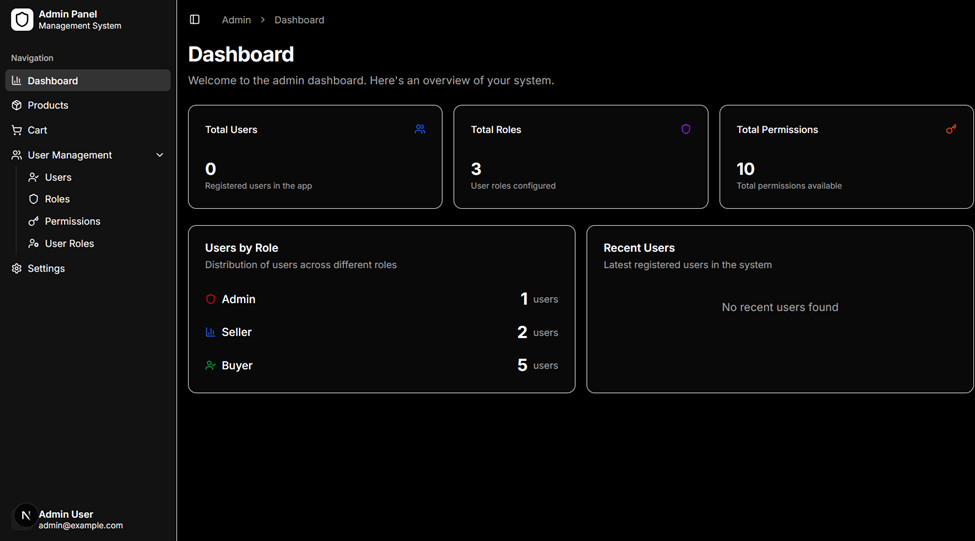 Admin Panel
Management System
Navigation
Dashboard
Products
Cart
User Management
Users
Roles
Permissions
User Roles
Settings
N
Admin User
admin@example.com
Admin > Dashboard
Dashboard
Welcome to the admin dashboard. Here's an overview of your system.
Total Users
0
Registered users in the app
Total Roles
3
User roles configured
Total Permissions
10
Total permissions available
Users by Role
Distribution of users across different roles
Admin 1 users
Seller 2 users
Buyer 5 users
Recent Users
Latest registered users in the system
No recent users found